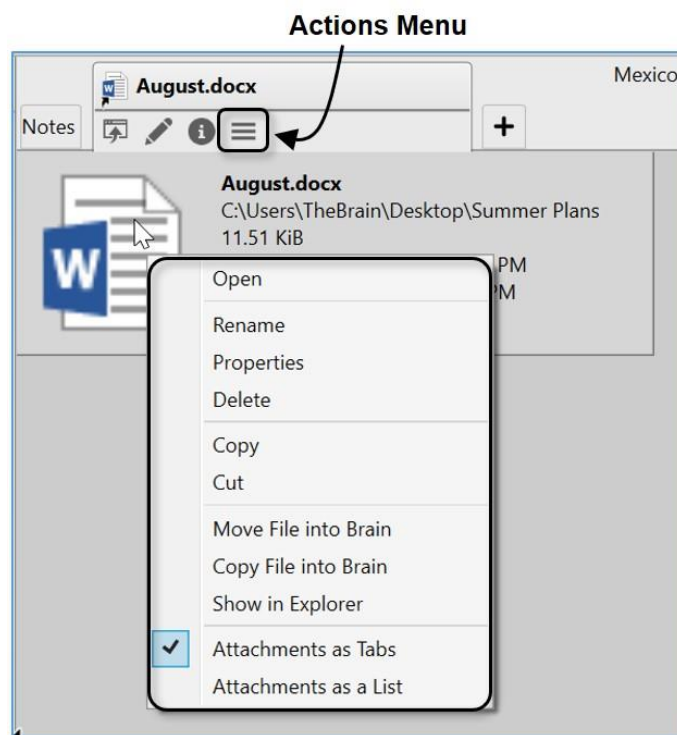 Actions Menu
August.docx
Mexico
Notes
August.docx
C:\Users\TheBrain\Desktop\Summer Plans
11.51 KiB
PM
PM
Open
Rename
Properties
Delete
Copy
Cut
Move File into Brain
Copy File into Brain
Show in Explorer
Attachments as Tabs
Attachments as a List